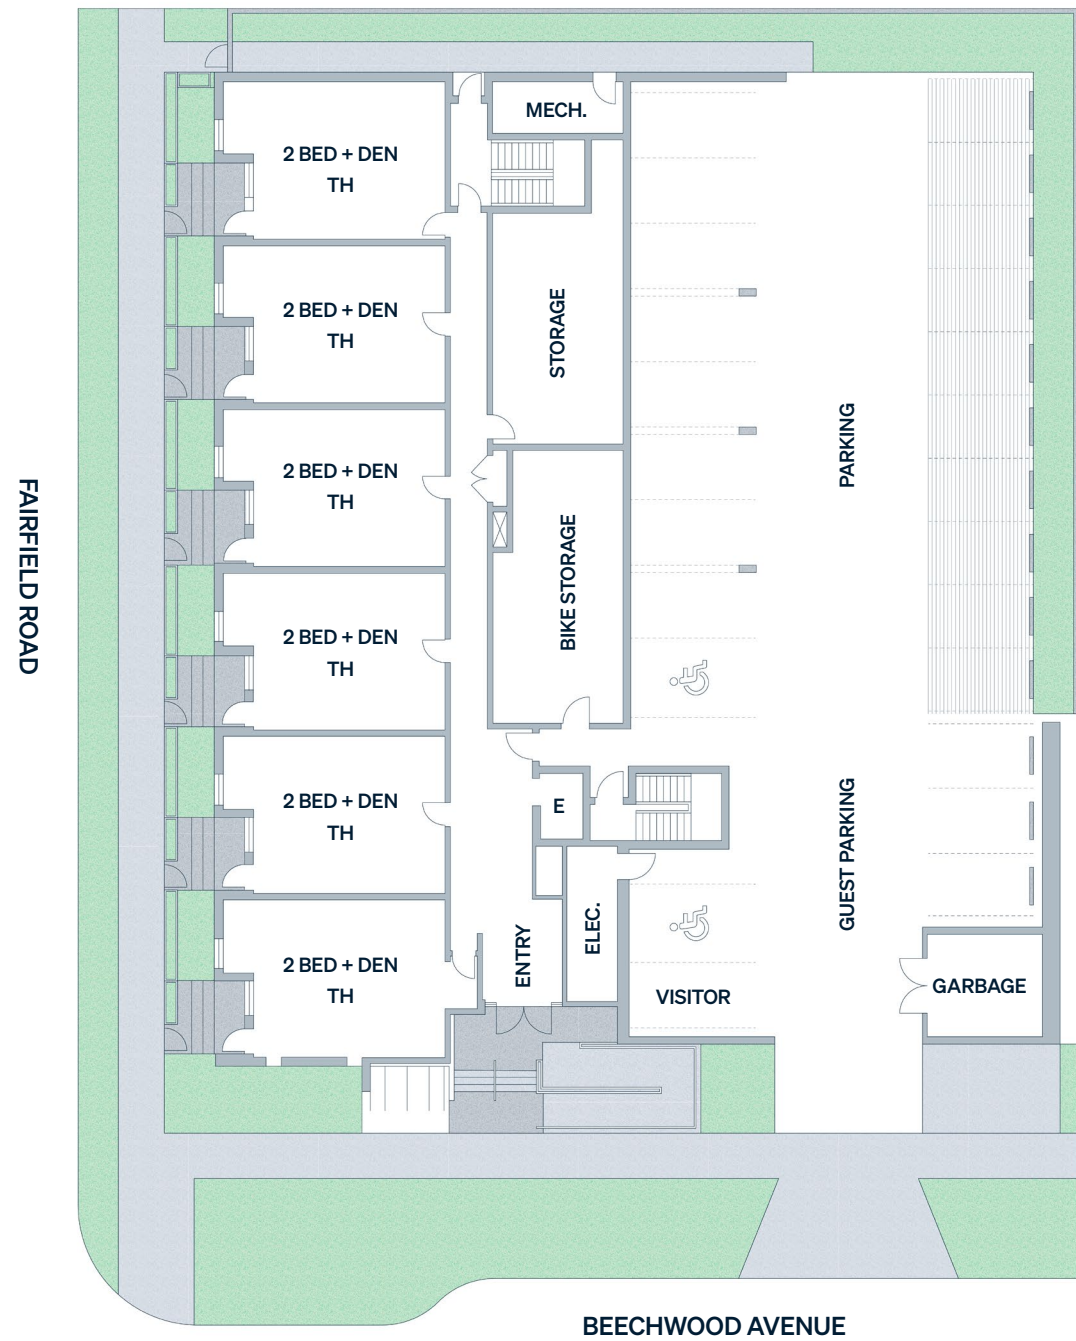 MECH.
2 BED + DEN
TH
2 BED + DEN
TH
STORAGE
2 BED + DEN
TH
PARKING
FAIRFIELD ROAD
BIKE STORAGE
2 BED + DEN
TH
2 BED + DEN
TH
E
GUEST PARKING
2 BED + DEN
TH
ENTRY
ELEC.
VISITOR
GARBAGE
BEECHWOOD AVENUE